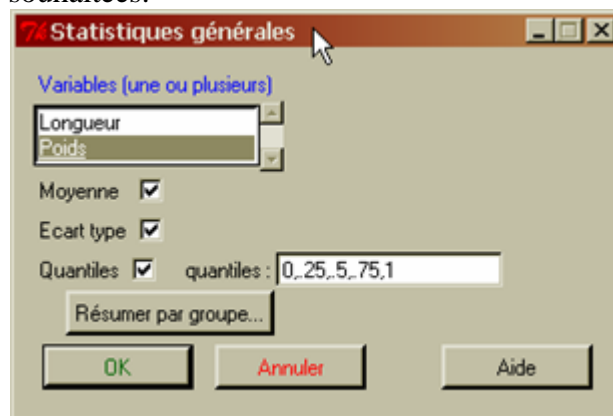 souhaitées.
Statistiques générales
Variables (une ou plusieurs)
Longueur
Poids
Moyenne
Ecart type
Quantiles quantiles : 0,.25,.5,.75,1
Résumer par groupe...
OK Annuler Aide